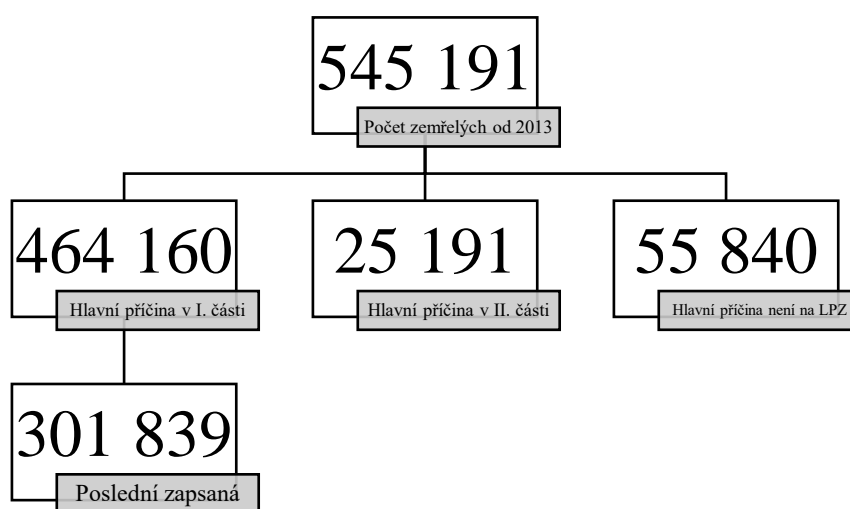 545 191
Počet zemřelých od 2013
464 160
Hlavní příčina v I. části
25 191
Hlavní příčina v II. části
55 840
Hlavní příčina není na LPZ
301 839
Poslední zapsaná